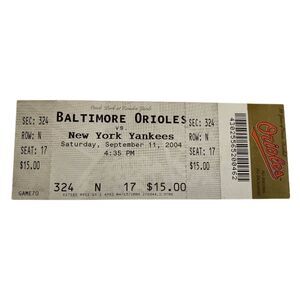 Oriole Park at Camden Yards
SEC: 324
BALTIMORE ORIOLES
VS.
ROW: N
New York Yankees
Saturday, September 11, 2004
SEAT: 17
4:35 PM
$15.00
324 N 17 $15.00
GAME70
SEC: 324
ROW: N
SEAT: 17
$15.00
Orioles